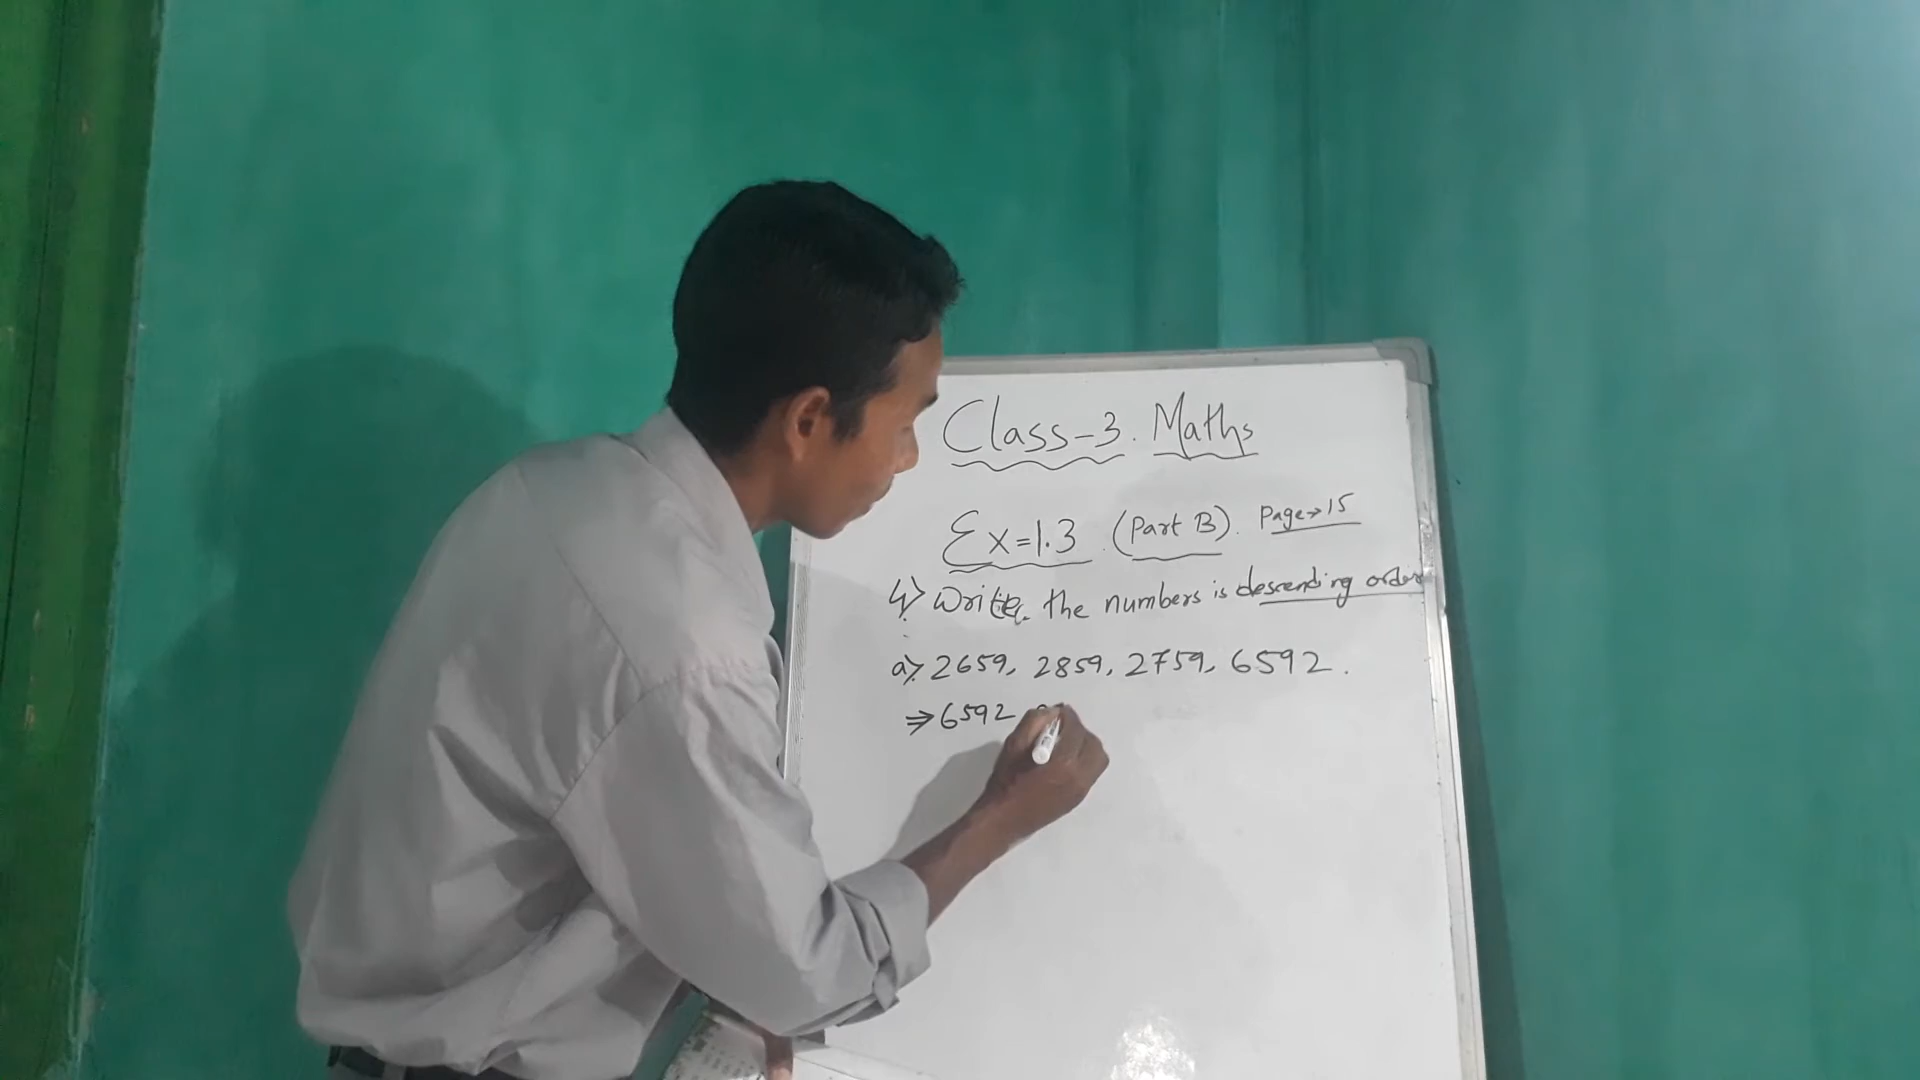 Class-3. Maths
Ex=1.3 (Part B). Page→15
4) Write the numbers is descending order
a) 2659, 2859, 2759, 6592.
⇒ 6592